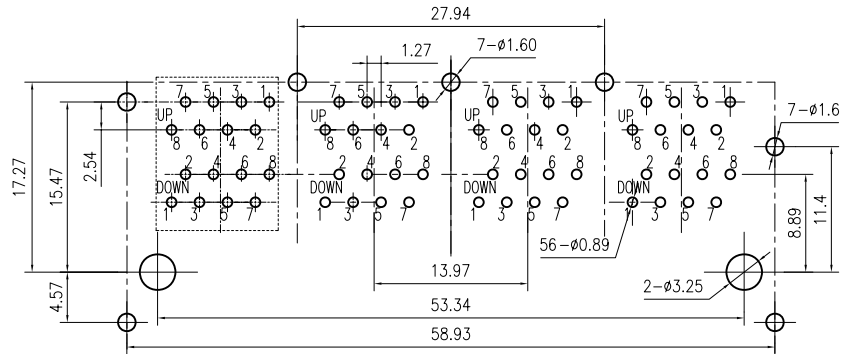 27.94
1.27
7-ø1.60
7 5 3 1 7 5 3 1 7 5 3 1 7 5 3 1
UP UP UP UP
7-ø1.6
8 6 4 2 8 6 4 2 8 6 4 2 8 6 4 2
17.27
15.47
2.54
2 4 6 8 2 4 6 8 2 4 6 8 2 4 6 8
DOWN DOWN DOWN DOWN
1 3 5 7 1 3 5 7 1 3 5 7 1 3 5 7
8.89
11.4
56-ø0.89
13.97
2-ø3.25
4.57
53.34
58.93